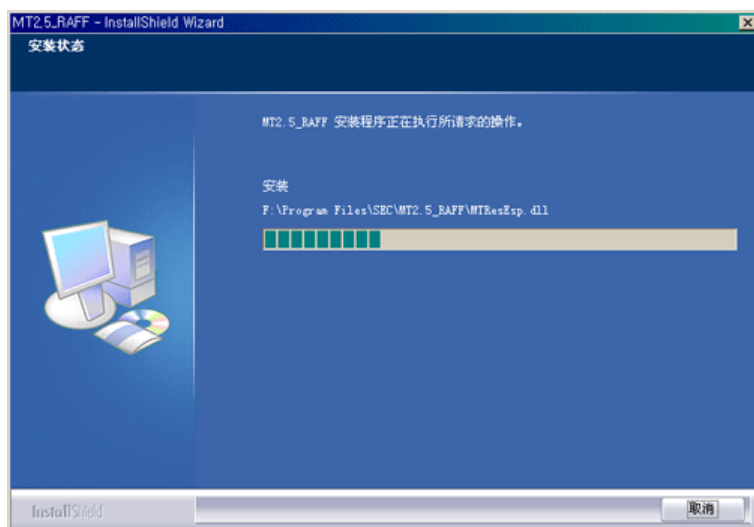 MT2.5_RAFF - InstallShield Wizard
安装状态
MT2.5_RAFF 安装程序正在执行所请求的操作。
安装
F:\Program Files\SEC\MT2.5_RAFF\MTResEsp.dll
InstallShield
取消